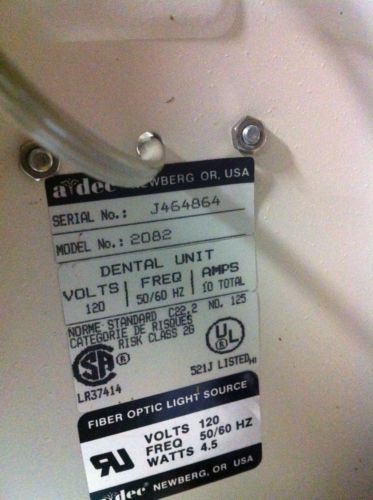 a-dec NEWBERG OR, USA
SERIAL No.: J464864
MODEL No.: 2082
DENTAL UNIT
VOLTS FREQ AMPS
120 50/60 HZ 10 TOTAL
NORME STANDARD C22.2 NO. 125
CATEGORIE DE RISQUES
RISK CLASS 2G
SA ®
UL ®
LR37414
521J LISTED
FIBER OPTIC LIGHT SOURCE
VOLTS 120
FREQ 50/60 HZ
WATTS 4.5
a-dec NEWBERG, OR, USA